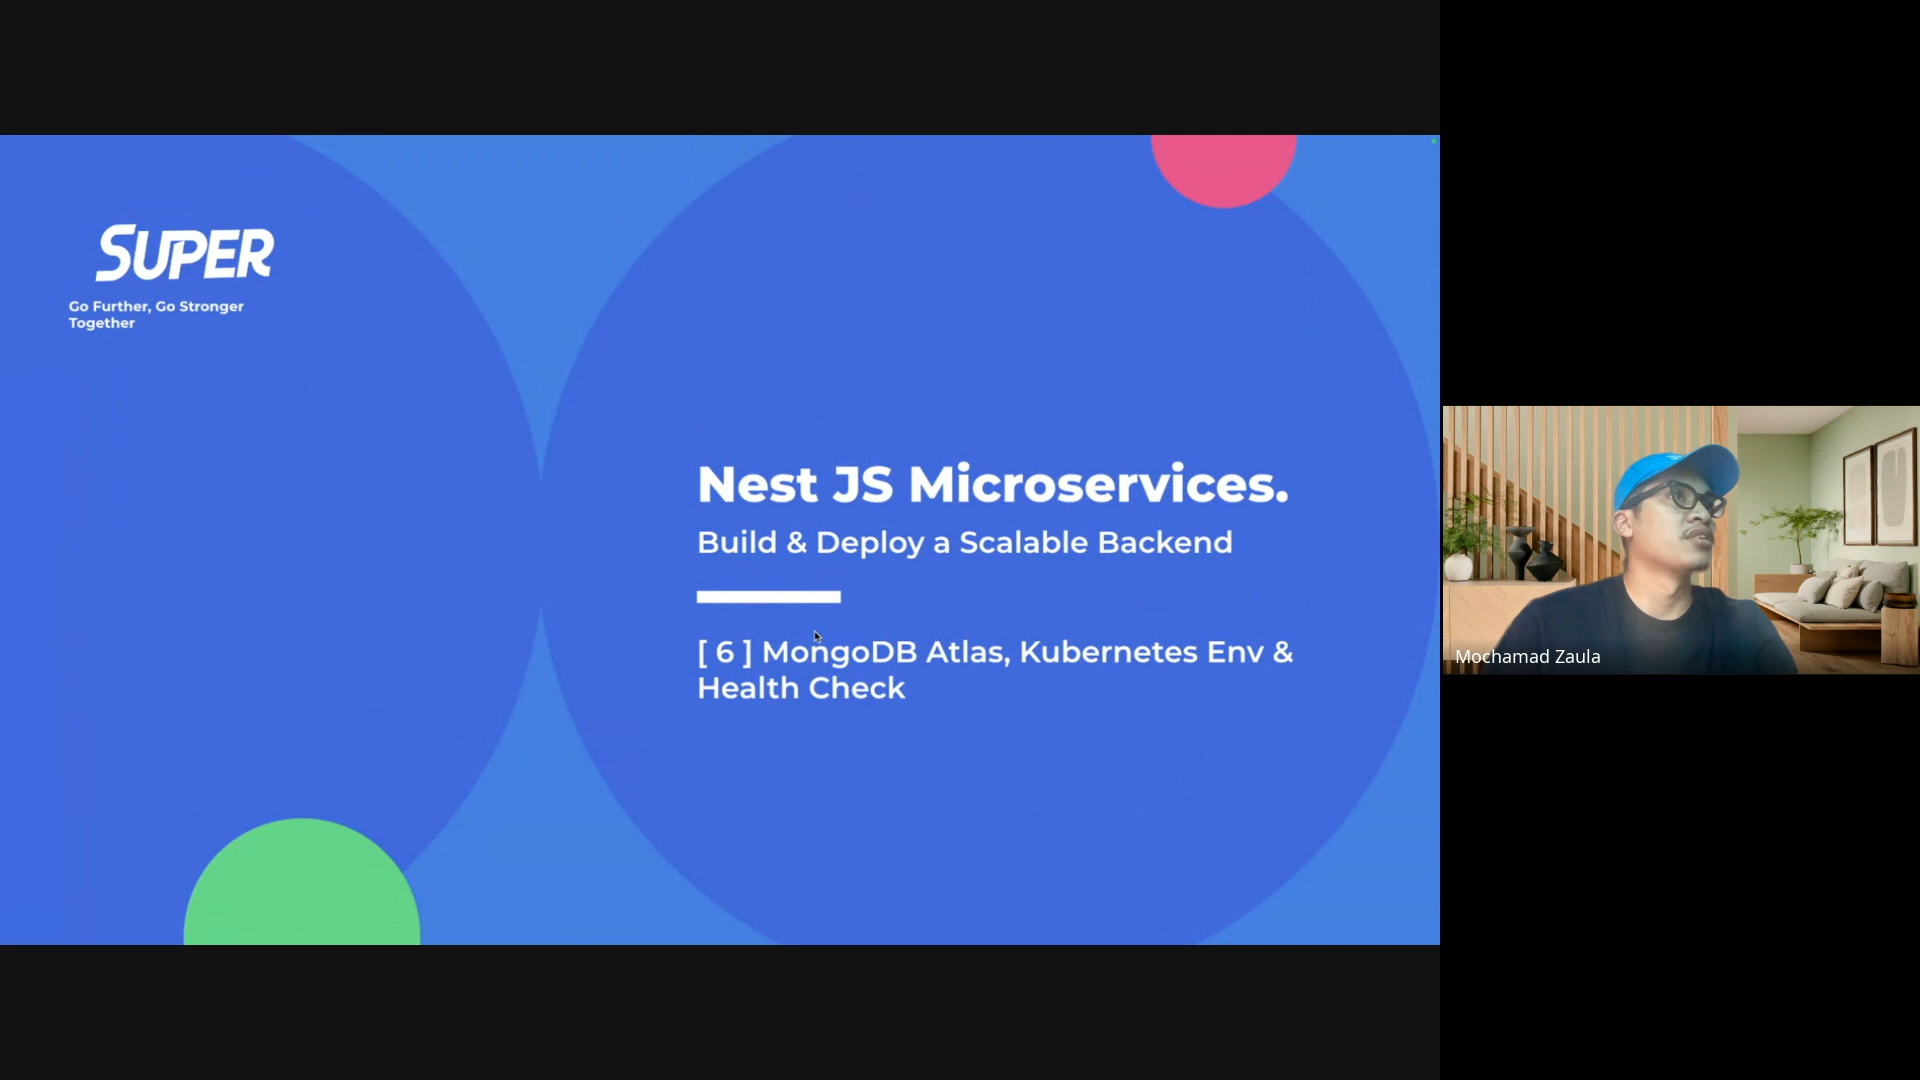 SUPER
Go Further, Go Stronger
Together
Nest JS Microservices.
Build & Deploy a Scalable Backend
[ 6 ] MongoDB Atlas, Kubernetes Env &
Health Check
Mochamad Zaula